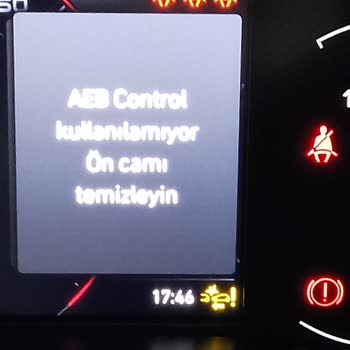 AEB Control
kullanılamıyor
Ön camı
temizleyin
17:46